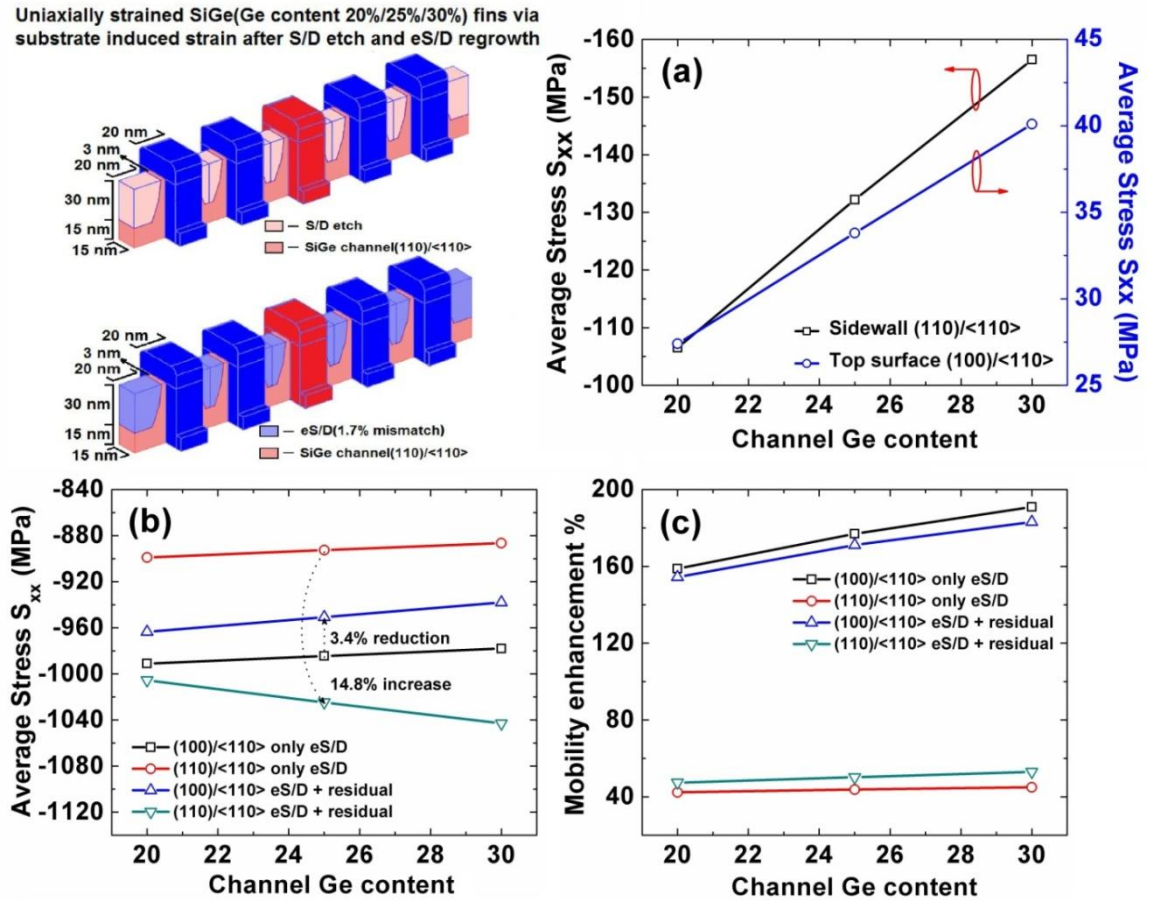 Uniaxially strained SiGe(Ge content 20%/25%/30%) fins via
substrate induced strain after S/D etch and eS/D regrowth
20 nm
3 nm
20 nm
30 nm
15 nm
15 nm
— S/D etch
— SiGe channel(110)/<110>
20 nm
3 nm
20 nm
30 nm
15 nm
15 nm
— eS/D(1.7% mismatch)
— SiGe channel(110)/<110>
(a)
Average Stress Sxx (MPa)
-160
-150
-140
-130
-120
-110
-100
45
40
35
30
25
Average Stress Sxx (MPa)
Sidewall (110)/<110>
Top surface (100)/<110>
20 22 24 26 28 30
Channel Ge content
(b)
Average Stress Sxx (MPa)
-840
-880
-920
-960
-1000
-1040
-1080
-1120
3.4% reduction
14.8% increase
(100)/<110> only eS/D
(110)/<110> only eS/D
(100)/<110> eS/D + residual
(110)/<110> eS/D + residual
20 22 24 26 28 30
Channel Ge content
(c)
Mobility enhancement %
200
160
120
80
40
(100)/<110> only eS/D
(110)/<110> only eS/D
(100)/<110> eS/D + residual
(110)/<110> eS/D + residual
20 22 24 26 28 30
Channel Ge content